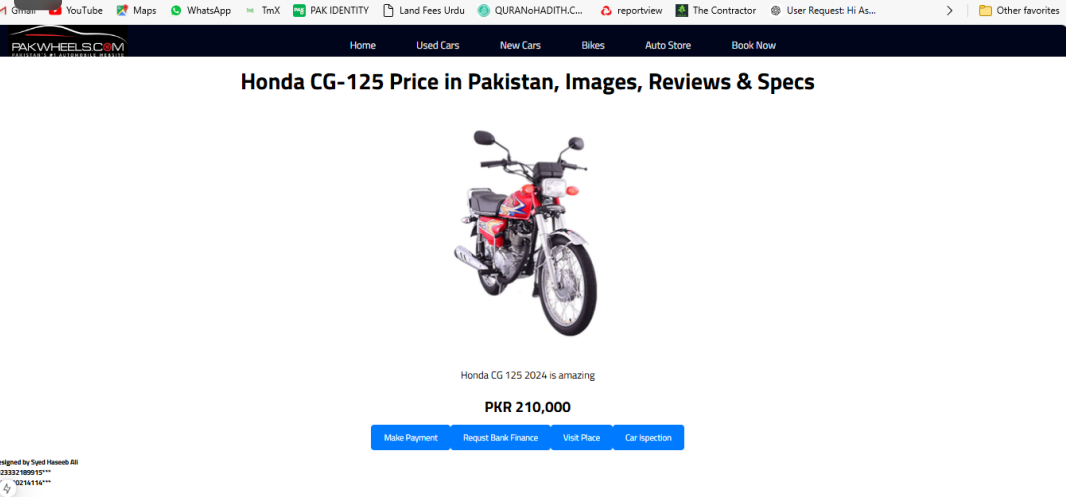 Gmail YouTube Maps WhatsApp TmX PAK IDENTITY Land Fees Urdu QURANoHADITH.C... reportview The Contractor User Request: Hi As... Other favorites
PAKWHEELS.COM
PAKISTAN'S #1 AUTOMOBILE WEBSITE
Home Used Cars New Cars Bikes Auto Store Book Now
Honda CG-125 Price in Pakistan, Images, Reviews & Specs
Honda CG 125 2024 is amazing
PKR 210,000
Make Payment Requst Bank Finance Visit Place Car Ispection
esigned by Syed Haseeb Ali
23332189915***
0214114***